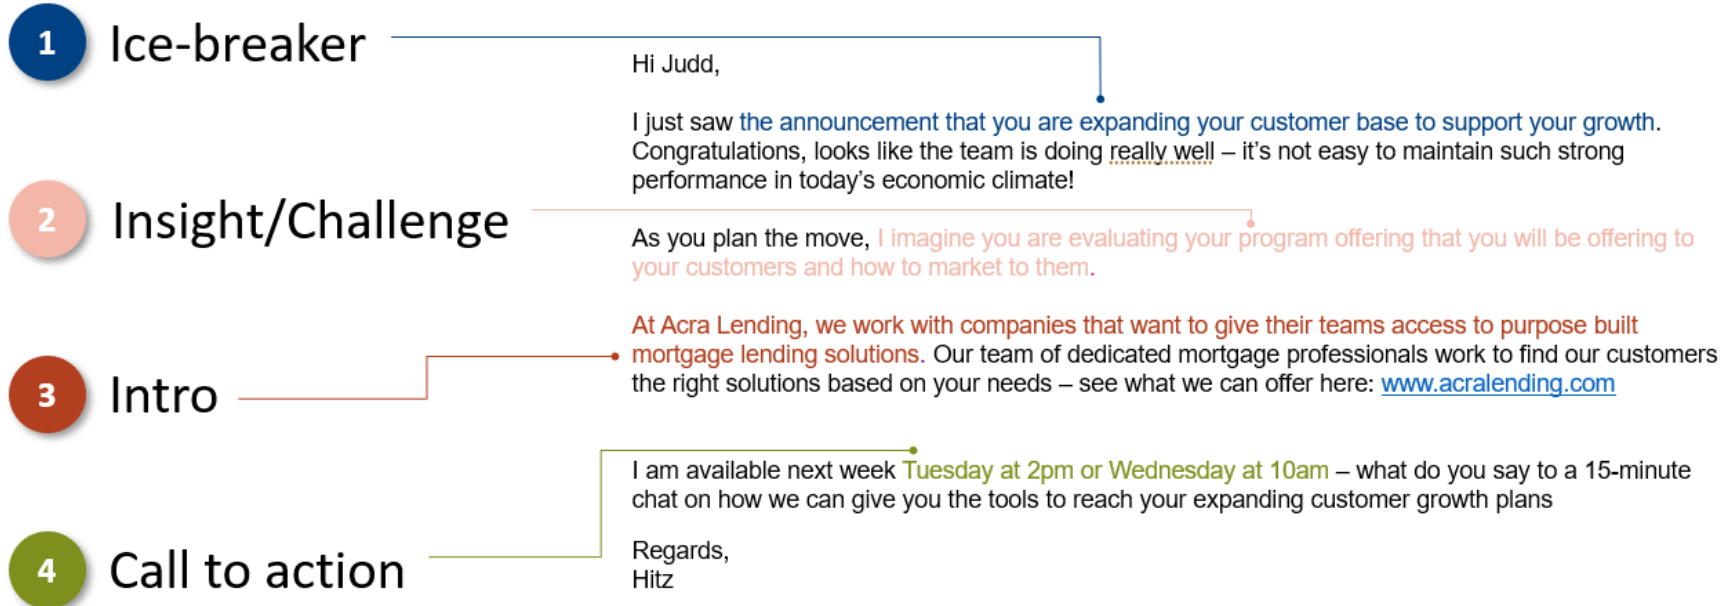 1 Ice-breaker
Hi Judd,
I just saw the announcement that you are expanding your customer base to support your growth.
Congratulations, looks like the team is doing really well – it's not easy to maintain such strong
performance in today's economic climate!
2 Insight/Challenge
As you plan the move, I imagine you are evaluating your program offering that you will be offering to
your customers and how to market to them.
3 Intro
At Acra Lending, we work with companies that want to give their teams access to purpose built
mortgage lending solutions. Our team of dedicated mortgage professionals work to find our customers
the right solutions based on your needs – see what we can offer here: www.acralending.com
4 Call to action
I am available next week Tuesday at 2pm or Wednesday at 10am – what do you say to a 15-minute
chat on how we can give you the tools to reach your expanding customer growth plans
Regards,
Hitz